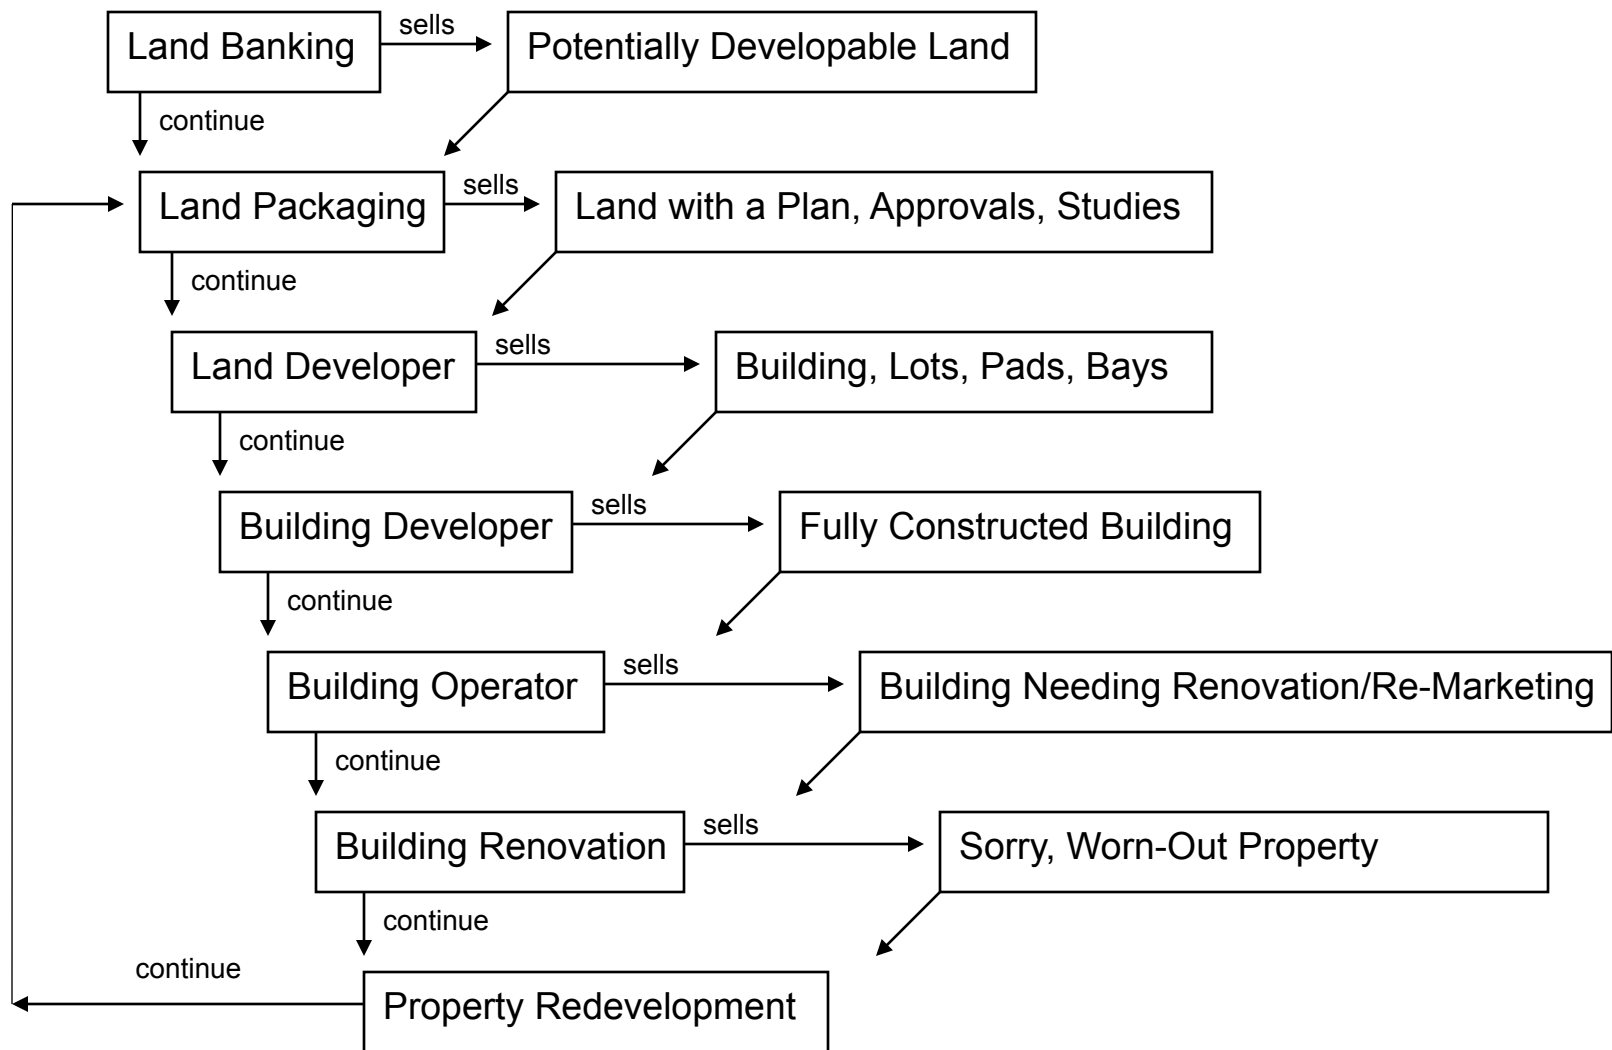 Land Banking
sells
Potentially Developable Land
continue
Land Packaging
sells
Land with a Plan, Approvals, Studies
continue
Land Developer
sells
Building, Lots, Pads, Bays
continue
Building Developer
sells
Fully Constructed Building
continue
Building Operator
sells
Building Needing Renovation/Re-Marketing
continue
Building Renovation
sells
Sorry, Worn-Out Property
continue
continue
Property Redevelopment